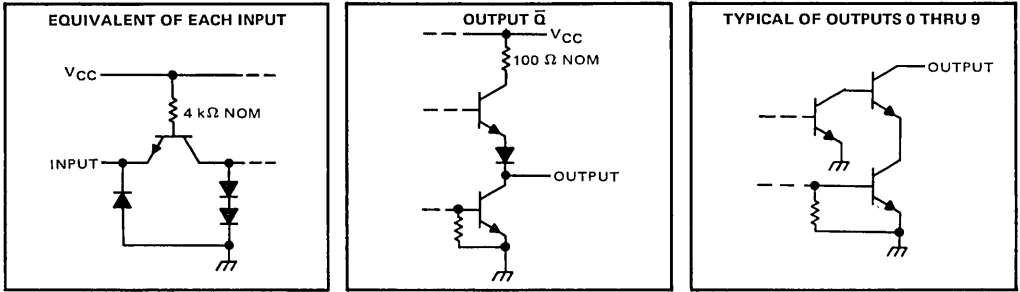 EQUIVALENT OF EACH INPUT
VCC
4 kΩ NOM
INPUT
OUTPUT Q̅
VCC
100 Ω NOM
OUTPUT
TYPICAL OF OUTPUTS 0 THRU 9
OUTPUT